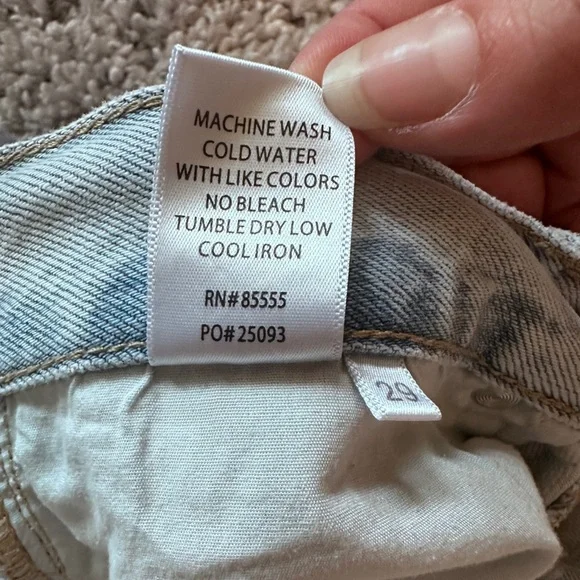 MACHINE WASH
COLD WATER
WITH LIKE COLORS
NO BLEACH
TUMBLE DRY LOW
COOL IRON
RN#85555
PO#25093
29